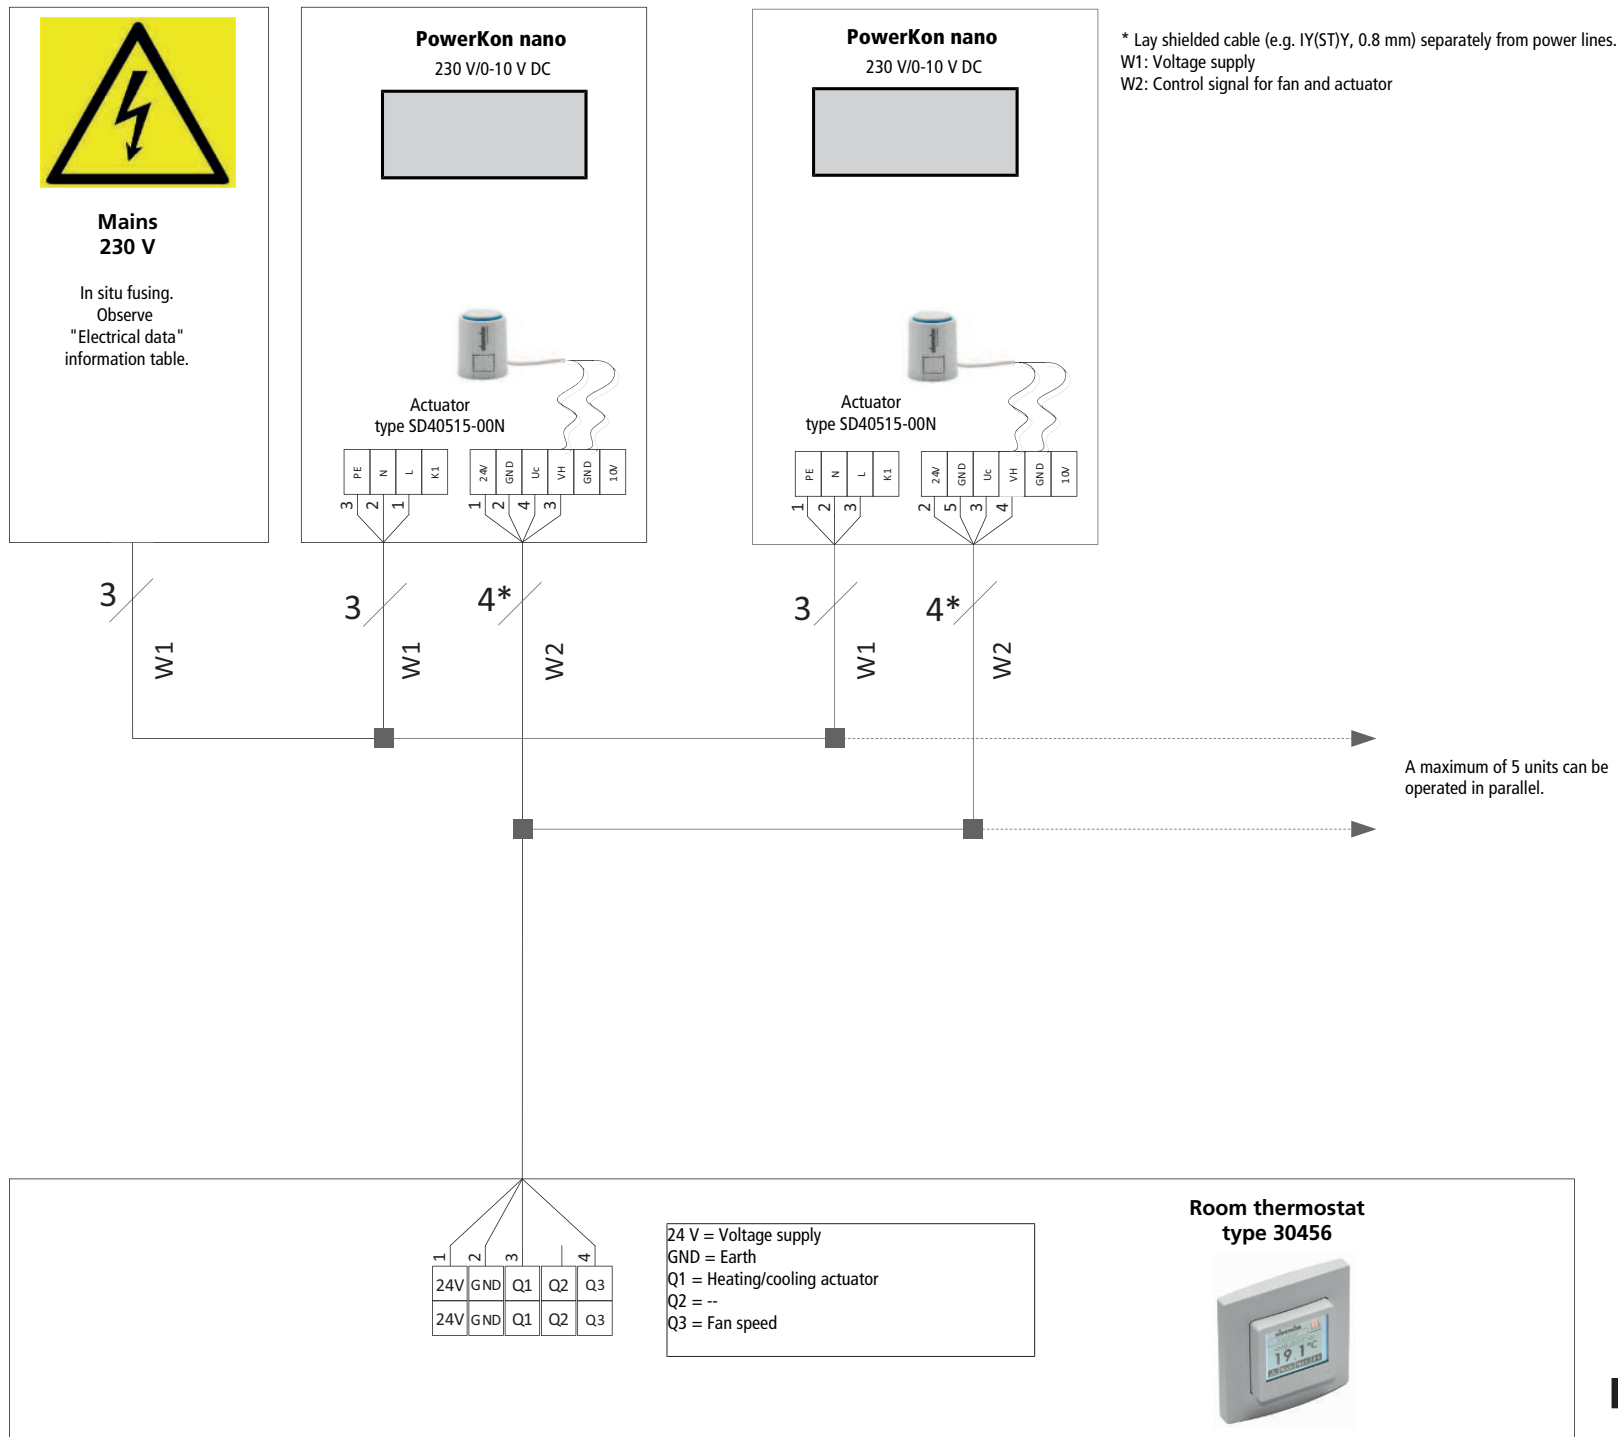 Mains
230 V
In situ fusing.
Observe
"Electrical data"
information table.
PowerKon nano
230 V/0-10 V DC
Actuator
type SD40515-00N
PE N L K1
24V GND Uc VH GND 10V
3 2 1
1 2 4 3
PowerKon nano
230 V/0-10 V DC
Actuator
type SD40515-00N
PE N L K1
24V GND Uc VH GND 10V
1 2 3
2 5 3 4
* Lay shielded cable (e.g. IY(ST)Y, 0.8 mm) separately from power lines.
W1: Voltage supply
W2: Control signal for fan and actuator
3
W1
3
W1
4*
W2
3
W1
4*
W2
A maximum of 5 units can be
operated in parallel.
1 2 3 4
24V GND Q1 Q2 Q3
24V GND Q1 Q2 Q3
24 V = Voltage supply
GND = Earth
Q1 = Heating/cooling actuator
Q2 = --
Q3 = Fan speed
Room thermostat
type 30456
19 1°C